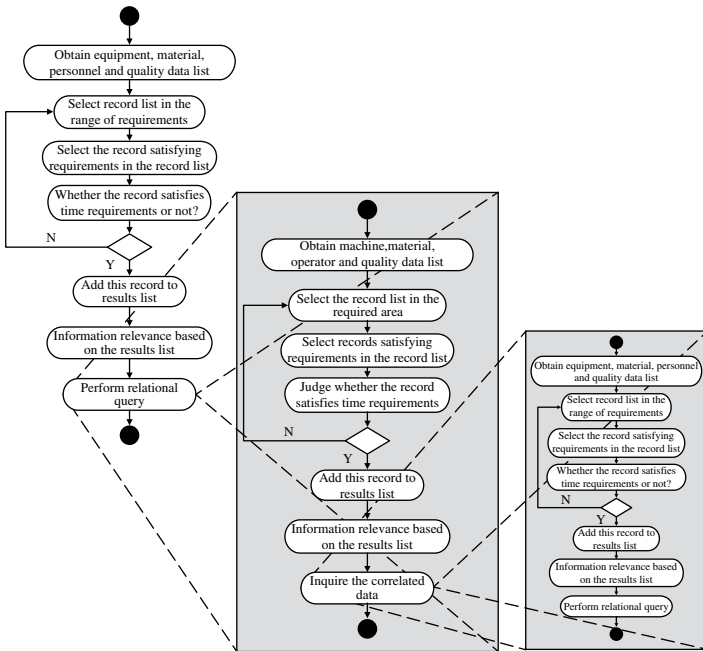 Obtain equipment, material,
personnel and quality data list
Select record list in the
range of requirements
Select the record satisfying
requirements in the record list
Whether the record satisfies
time requirements or not?
N
Y
Add this record to
results list
Information relevance based
on the results list
Perform relational
query
Obtain machine,material,
operator and quality data list
Select the record list in the
required area
Select records satisfying
requirements in the record list
Judge whether the record
satisfies time requirements
N
Y
Add this record to
results list
Information relevance based
on the results list
Inquire the correlated
data
Obtain equipment, material, personnel
and quality data list
Select record list in the
range of requirements
Select the record satisfying
requirements in the record list
Whether the record satisfies
time requirements or not?
N
Y
Add this record to
results list
Information relevance based
on the results list
Perform relational query